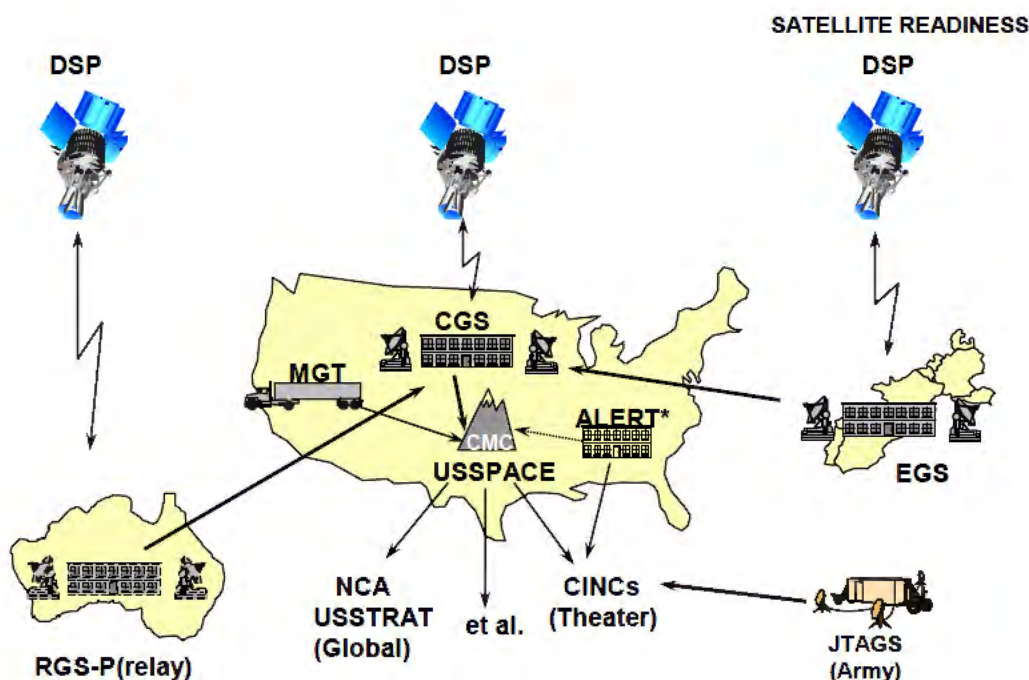 SATELLITE READINESS
DSP
DSP
DSP
CGS
MGT
ALERT*
CMC
USSPACE
EGS
NCA
USSTRAT
(Global)
et al.
CINCs
(Theater)
JTAGS
(Army)
RGS-P(relay)